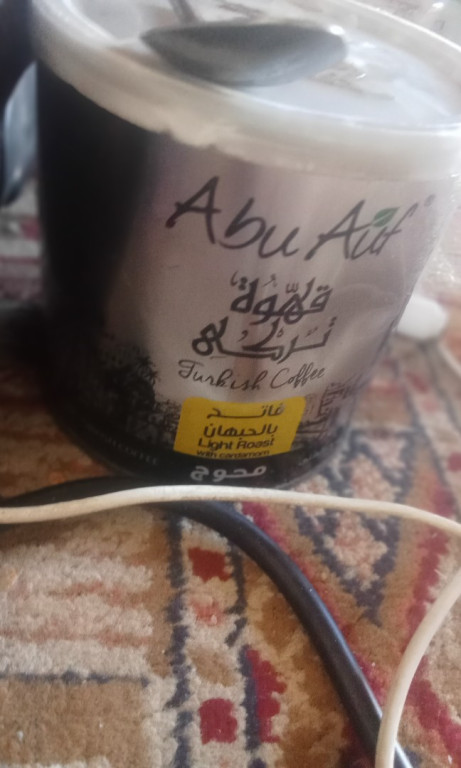 Abu Auf®
قهوة
تركي
Turkish Coffee
فاتح
بالحبهان
Light Roast
with cardamom
محوج